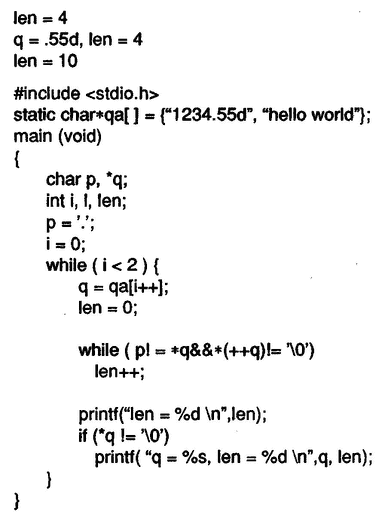 len = 4
q = .55d, len = 4
len = 10
#include <stdio.h>
static char*qa[ ] = {“1234.55d”, “hello world”};
main (void)
{
char p, *q;
int i, l, len;
p = '.';
i = 0;
while ( i < 2 ) {
q = qa[i++];
len = 0;
while ( p! = *q&&*(++q)!= '\0')
len++;
printf(“len = %d \n”,len);
if (*q != '\0')
printf( “q = %s, len = %d \n”,q, len);
}
}